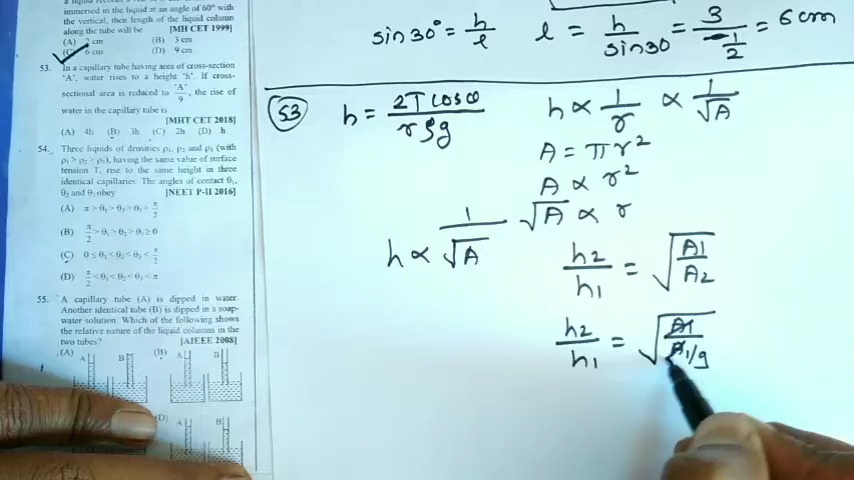 immersed in the liquid at an angle of 60° with
the vertical, then length of the liquid column
along the tube will be [MH CET 1999]
(A) 2 cm (B) 3 cm
(C) 6 cm (D) 9 cm
53. In a capillary tube having area of cross-section
'A', water rises to a height 'h'. If cross-
sectional area is reduced to 'A'/9, the rise of
water in the capillary tube is
[MHT CET 2018]
(A) 4h (B) 3h (C) 2h (D) h
54. Three liquids of densities ρ₁, ρ₂ and ρ₃ (with
ρ₁ > ρ₂ > ρ₃), having the same value of surface
tension T, rise to the same height in three
identical capillaries. The angles of contact θ₁,
θ₂ and θ₃ obey [NEET P-II 2016]
(A) π > θ₁ > θ₂ > θ₃ > π/2
(B) π/2 > θ₁ > θ₂ > θ₃ ≥ 0
(C) 0 ≤ θ₁ < θ₂ < θ₃ < π/2
(D) π/2 < θ₁ < θ₂ < θ₃ < π
55. A capillary tube (A) is dipped in water.
Another identical tube (B) is dipped in a soap-
water solution. Which of the following shows
the relative nature of the liquid columns in the
two tubes? [AIEEE 2008]
(A) A B (B) A B
A B (D) A B
sin30° = h/l l = h/sin30 = 3/(1/2) = 6cm
53 h = 2T cosθ / rρg h ∝ 1/r ∝ 1/√A
A = πr²
A ∝ r²
√A ∝ r
h ∝ 1/√A
h2/h1 = √(A1/A2)
h2/h1 = √(A1/A1/9)